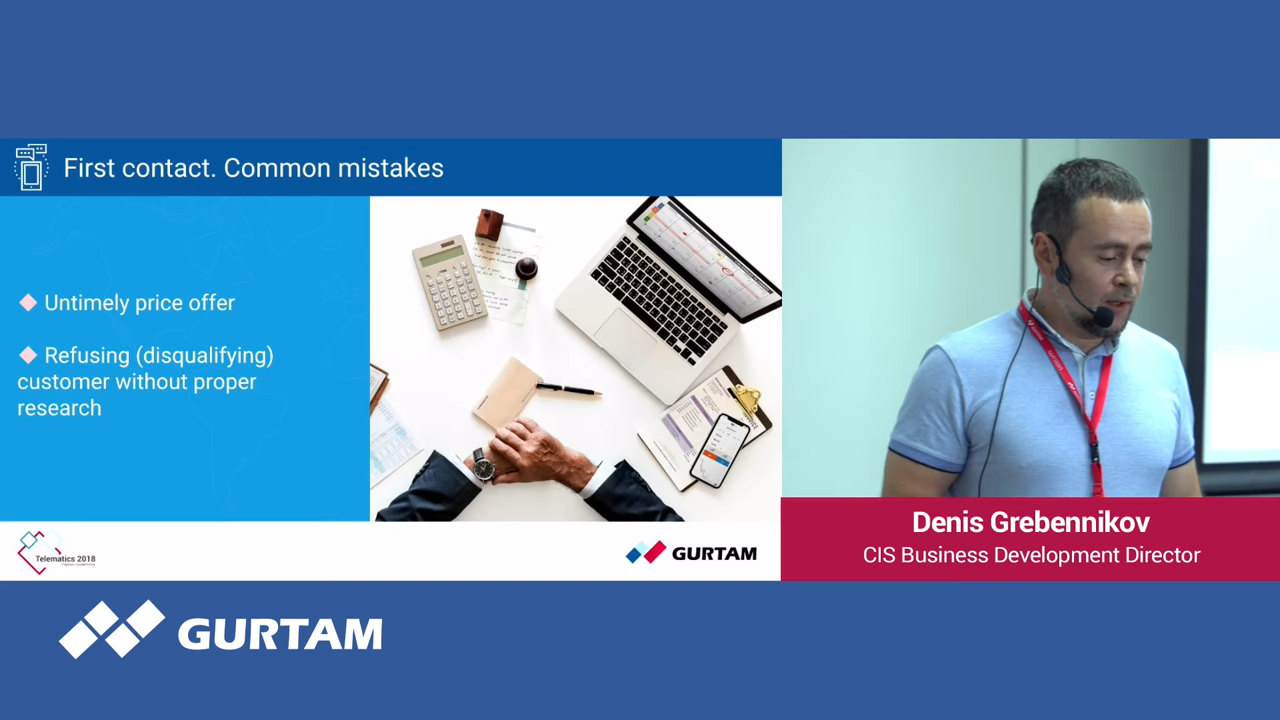 First contact. Common mistakes
Untimely price offer
Refusing (disqualifying)
customer without proper
research
Telematics 2018
GURTAM
Denis Grebennikov
CIS Business Development Director
GURTAM